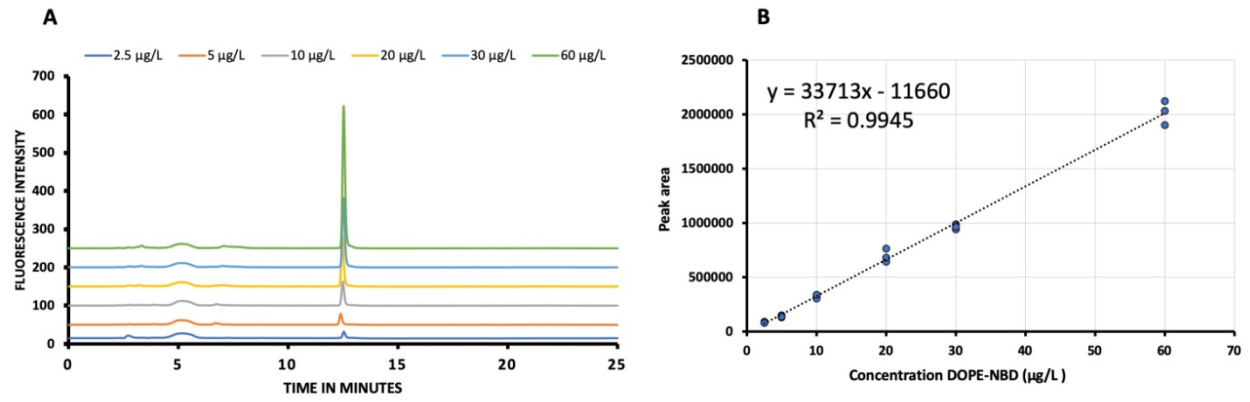 A
2.5 µg/L 5 µg/L 10 µg/L 20 µg/L 30 µg/L 60 µg/L
700
600
500
400
300
200
100
0
FLUORESCENCE INTENSITY
0 5 10 15 20 25
TIME IN MINUTES
B
y = 33713x - 11660
R² = 0.9945
2500000
2000000
1500000
1000000
500000
0
Peak area
0 10 20 30 40 50 60 70
Concentration DOPE-NBD (µg/L )